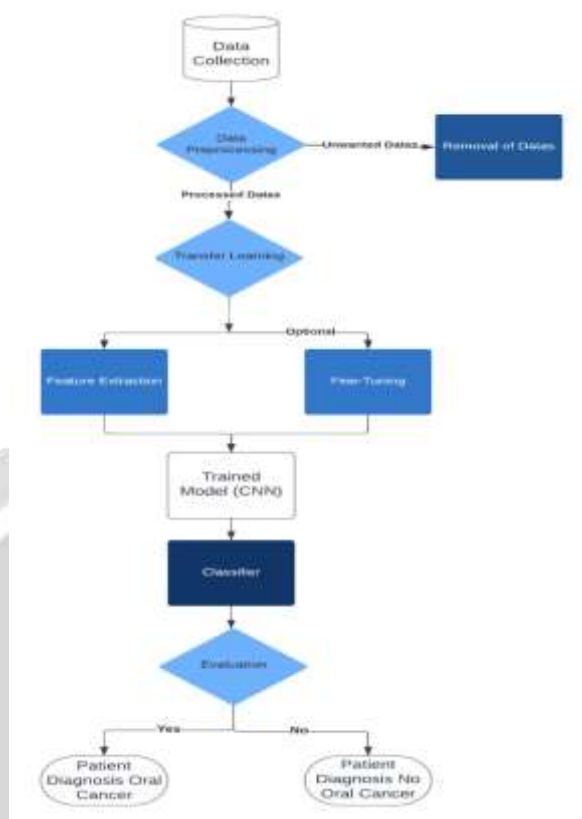 Data
Collection
Data
Preprocessing
Unwanted Datas
Removal of Datas
Processed Datas
Transfer Learning
Optional
Feature Extraction
Fine-Tuning
Trained
Model (CNN)
Classifier
Evaluation
Yes
No
Patient
Diagnosis Oral
Cancer
Patient
Diagnosis No
Oral Cancer